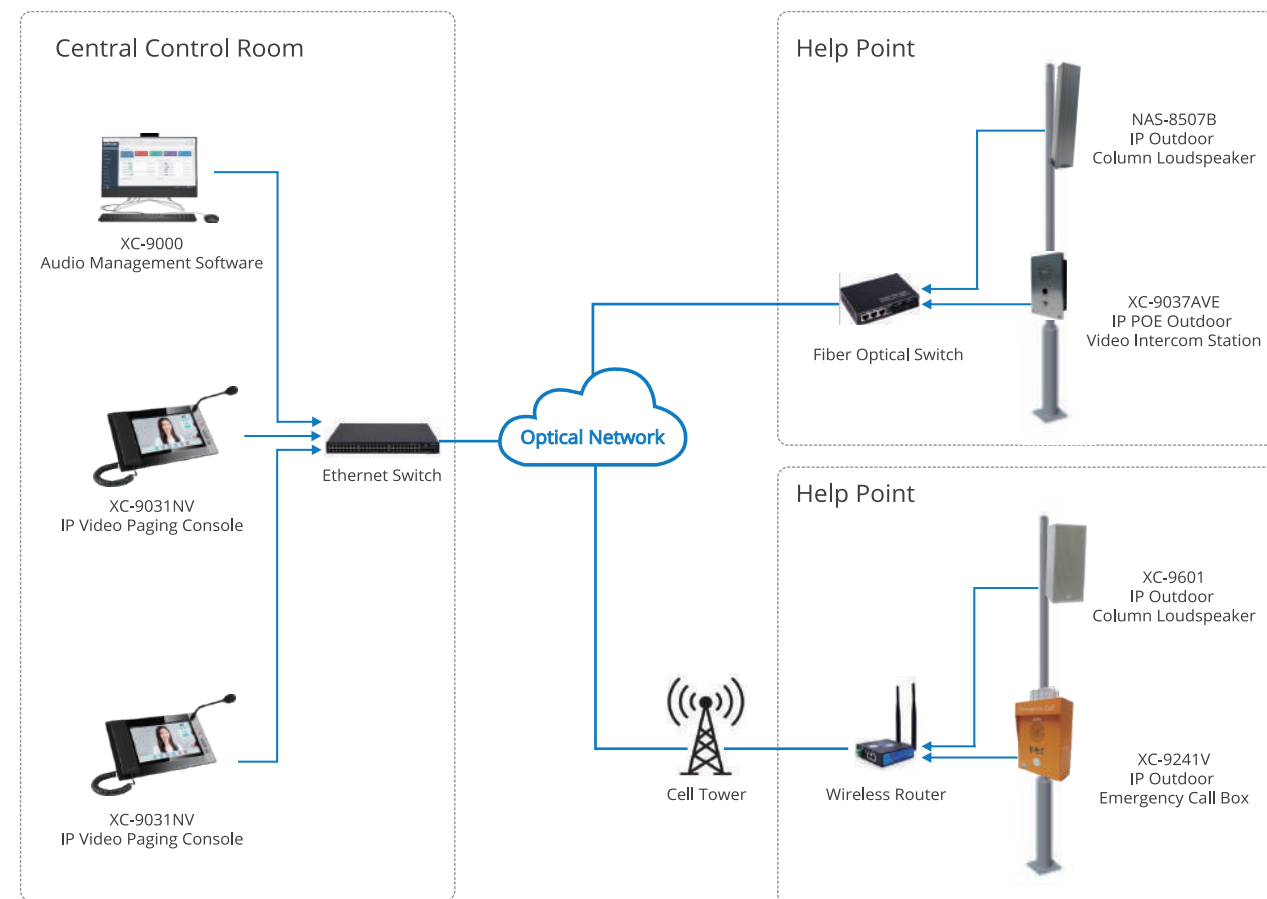 Central Control Room
XC-9000
Audio Management Software
XC-9031NV
IP Video Paging Console
XC-9031NV
IP Video Paging Console
Ethernet Switch
Optical Network
Help Point
NAS-8507B
IP Outdoor
Column Loudspeaker
XC-9037AVE
IP POE Outdoor
Video Intercom Station
Fiber Optical Switch
Help Point
XC-9601
IP Outdoor
Column Loudspeaker
Emergency Call
SOS
XC-9241V
IP Outdoor
Emergency Call Box
Cell Tower
Wireless Router